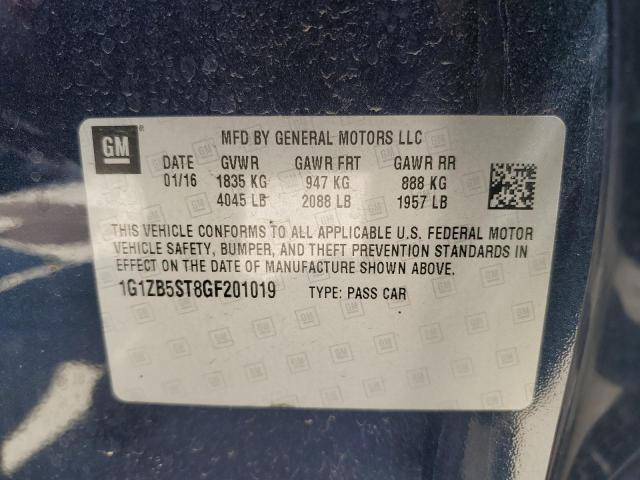 GM® MFD BY GENERAL MOTORS LLC
DATE GVWR GAWR FRT GAWR RR
01/16 1835 KG 947 KG 888 KG
4045 LB 2088 LB 1957 LB
THIS VEHICLE CONFORMS TO ALL APPLICABLE U.S. FEDERAL MOTOR
VEHICLE SAFETY, BUMPER, AND THEFT PREVENTION STANDARDS IN
EFFECT ON THE DATE OF MANUFACTURE SHOWN ABOVE.
1G1ZB5ST8GF201019 TYPE: PASS CAR